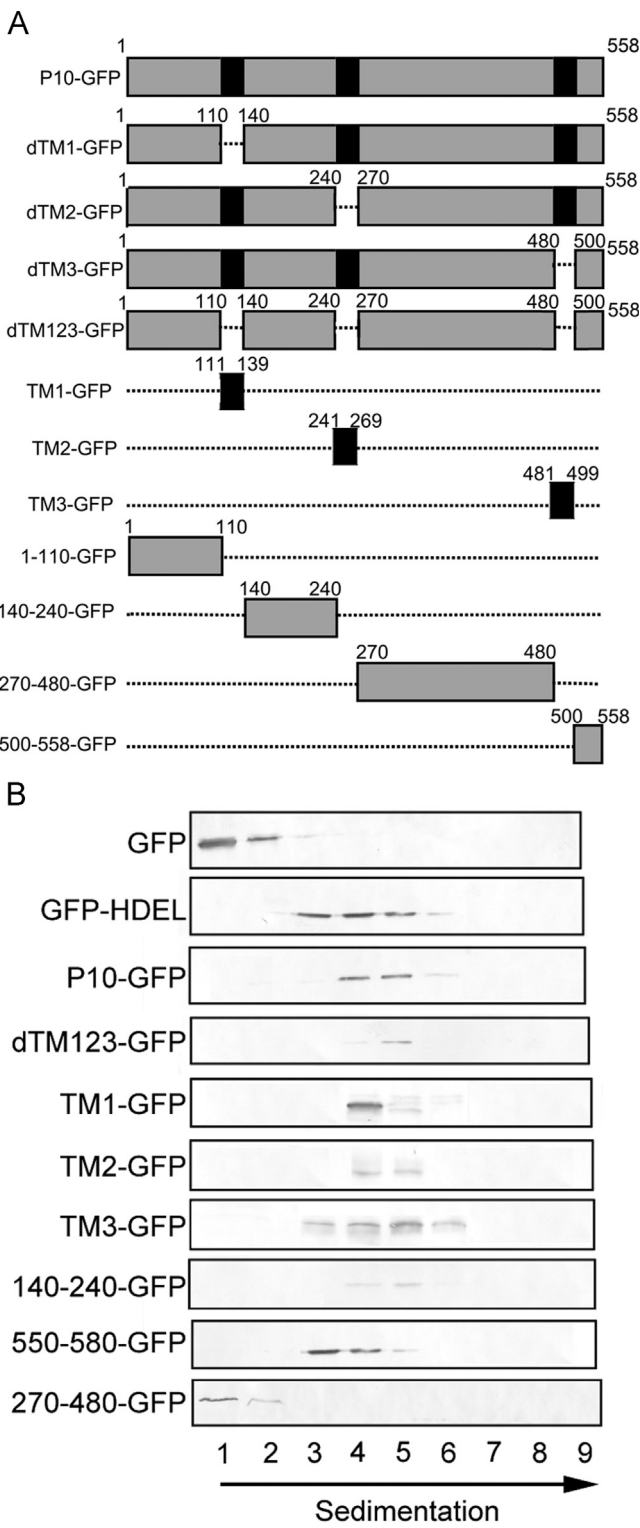 A
1 558
P10-GFP
1 110 140 558
dTM1-GFP
1 240 270 558
dTM2-GFP
1 480 500 558
dTM3-GFP
1 110 140 240 270 480 500 558
dTM123-GFP
111 139
TM1-GFP
241 269
TM2-GFP
481 499
TM3-GFP
1 110
1-110-GFP
140 240
140-240-GFP
270 480
270-480-GFP
500 558
500-558-GFP
B
GFP
GFP-HDEL
P10-GFP
dTM123-GFP
TM1-GFP
TM2-GFP
TM3-GFP
140-240-GFP
550-580-GFP
270-480-GFP
1 2 3 4 5 6 7 8 9
Sedimentation